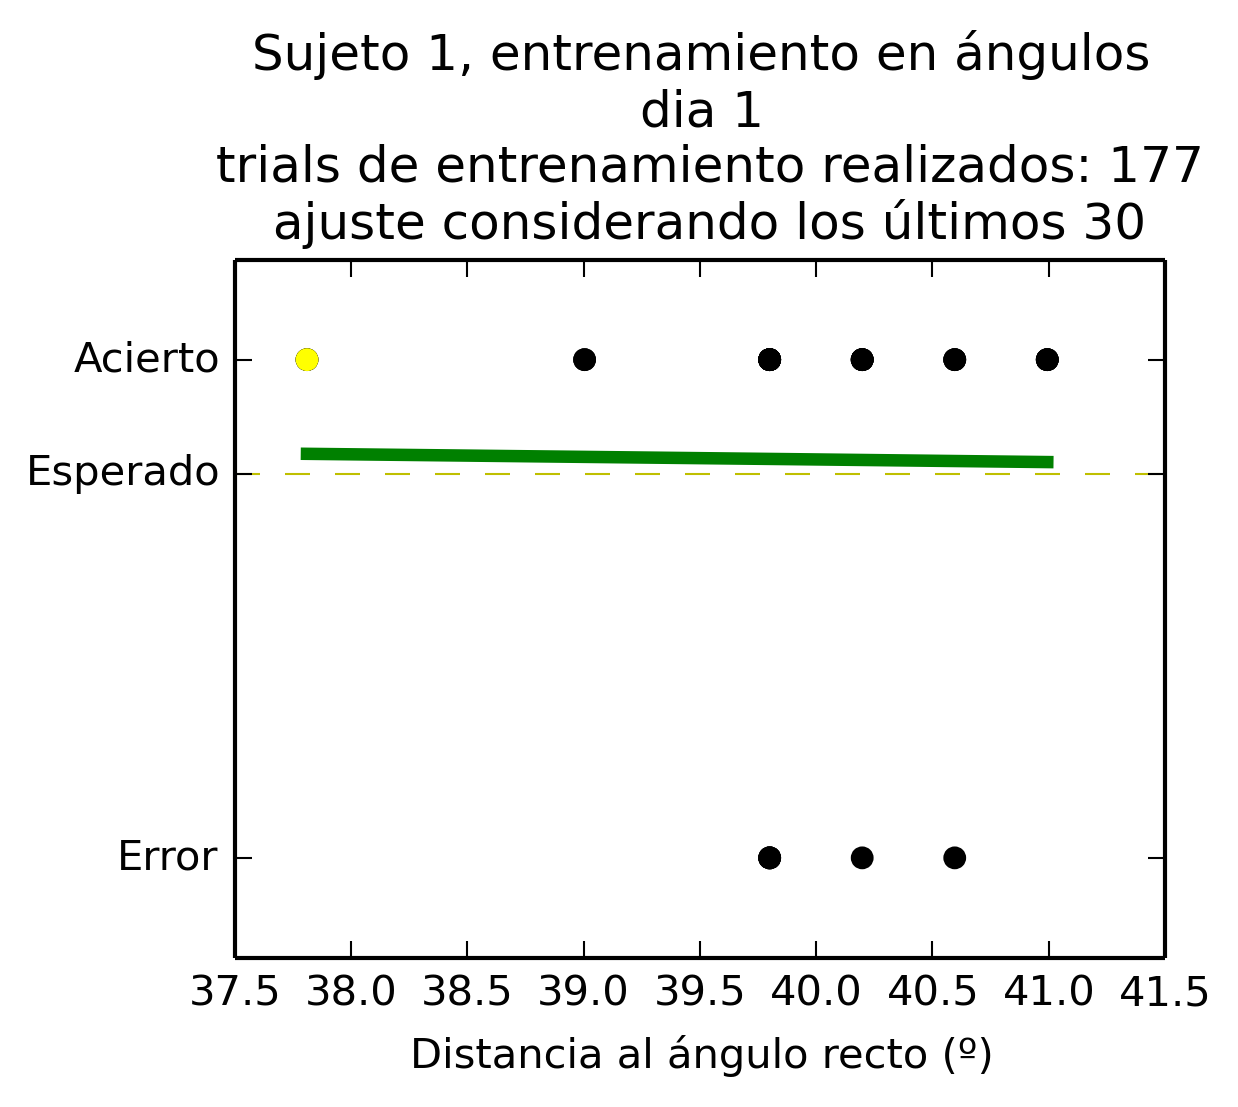 Sujeto 1, entrenamiento en ángulos
dia 1
trials de entrenamiento realizados: 177
ajuste considerando los últimos 30
Acierto
Esperado
Error
37.5 38.0 38.5 39.0 39.5 40.0 40.5 41.0 41.5
Distancia al ángulo recto (º)